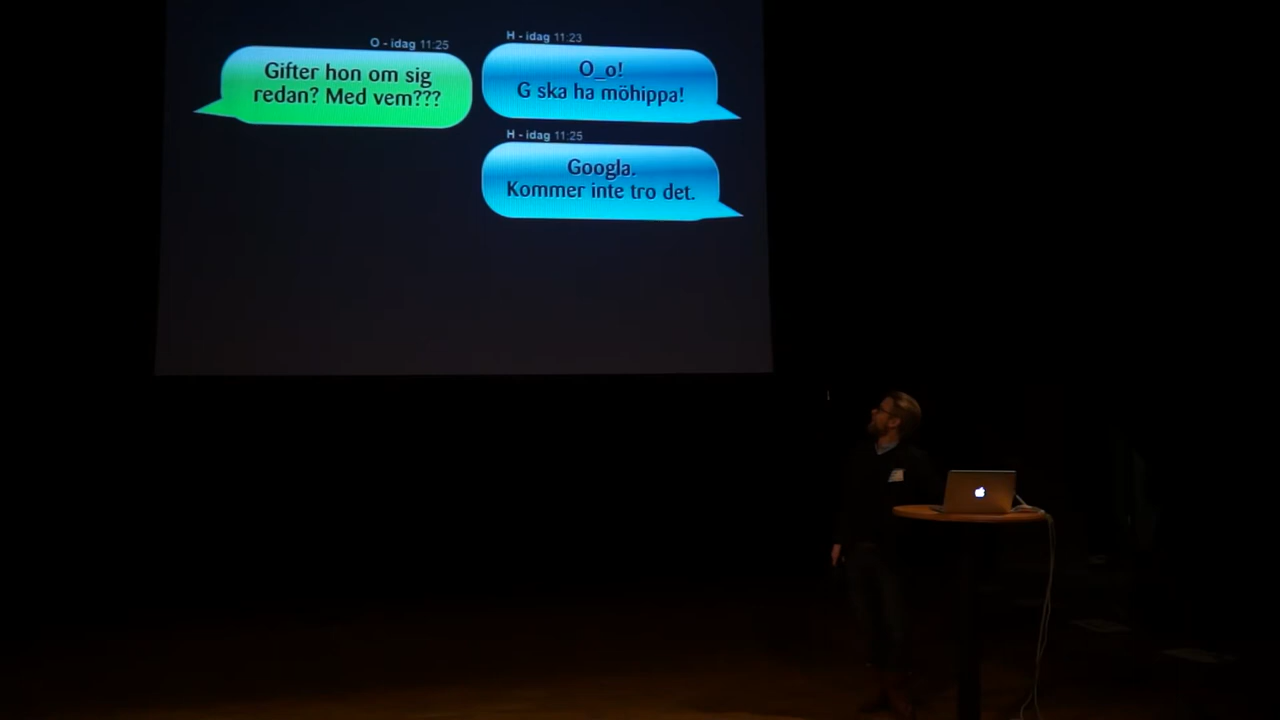 H - idag 11:23
O_o!
G ska ha möhippa!
O - idag 11:25
Gifter hon om sig
redan? Med vem???
H - idag 11:25
Googla.
Kommer inte tro det.